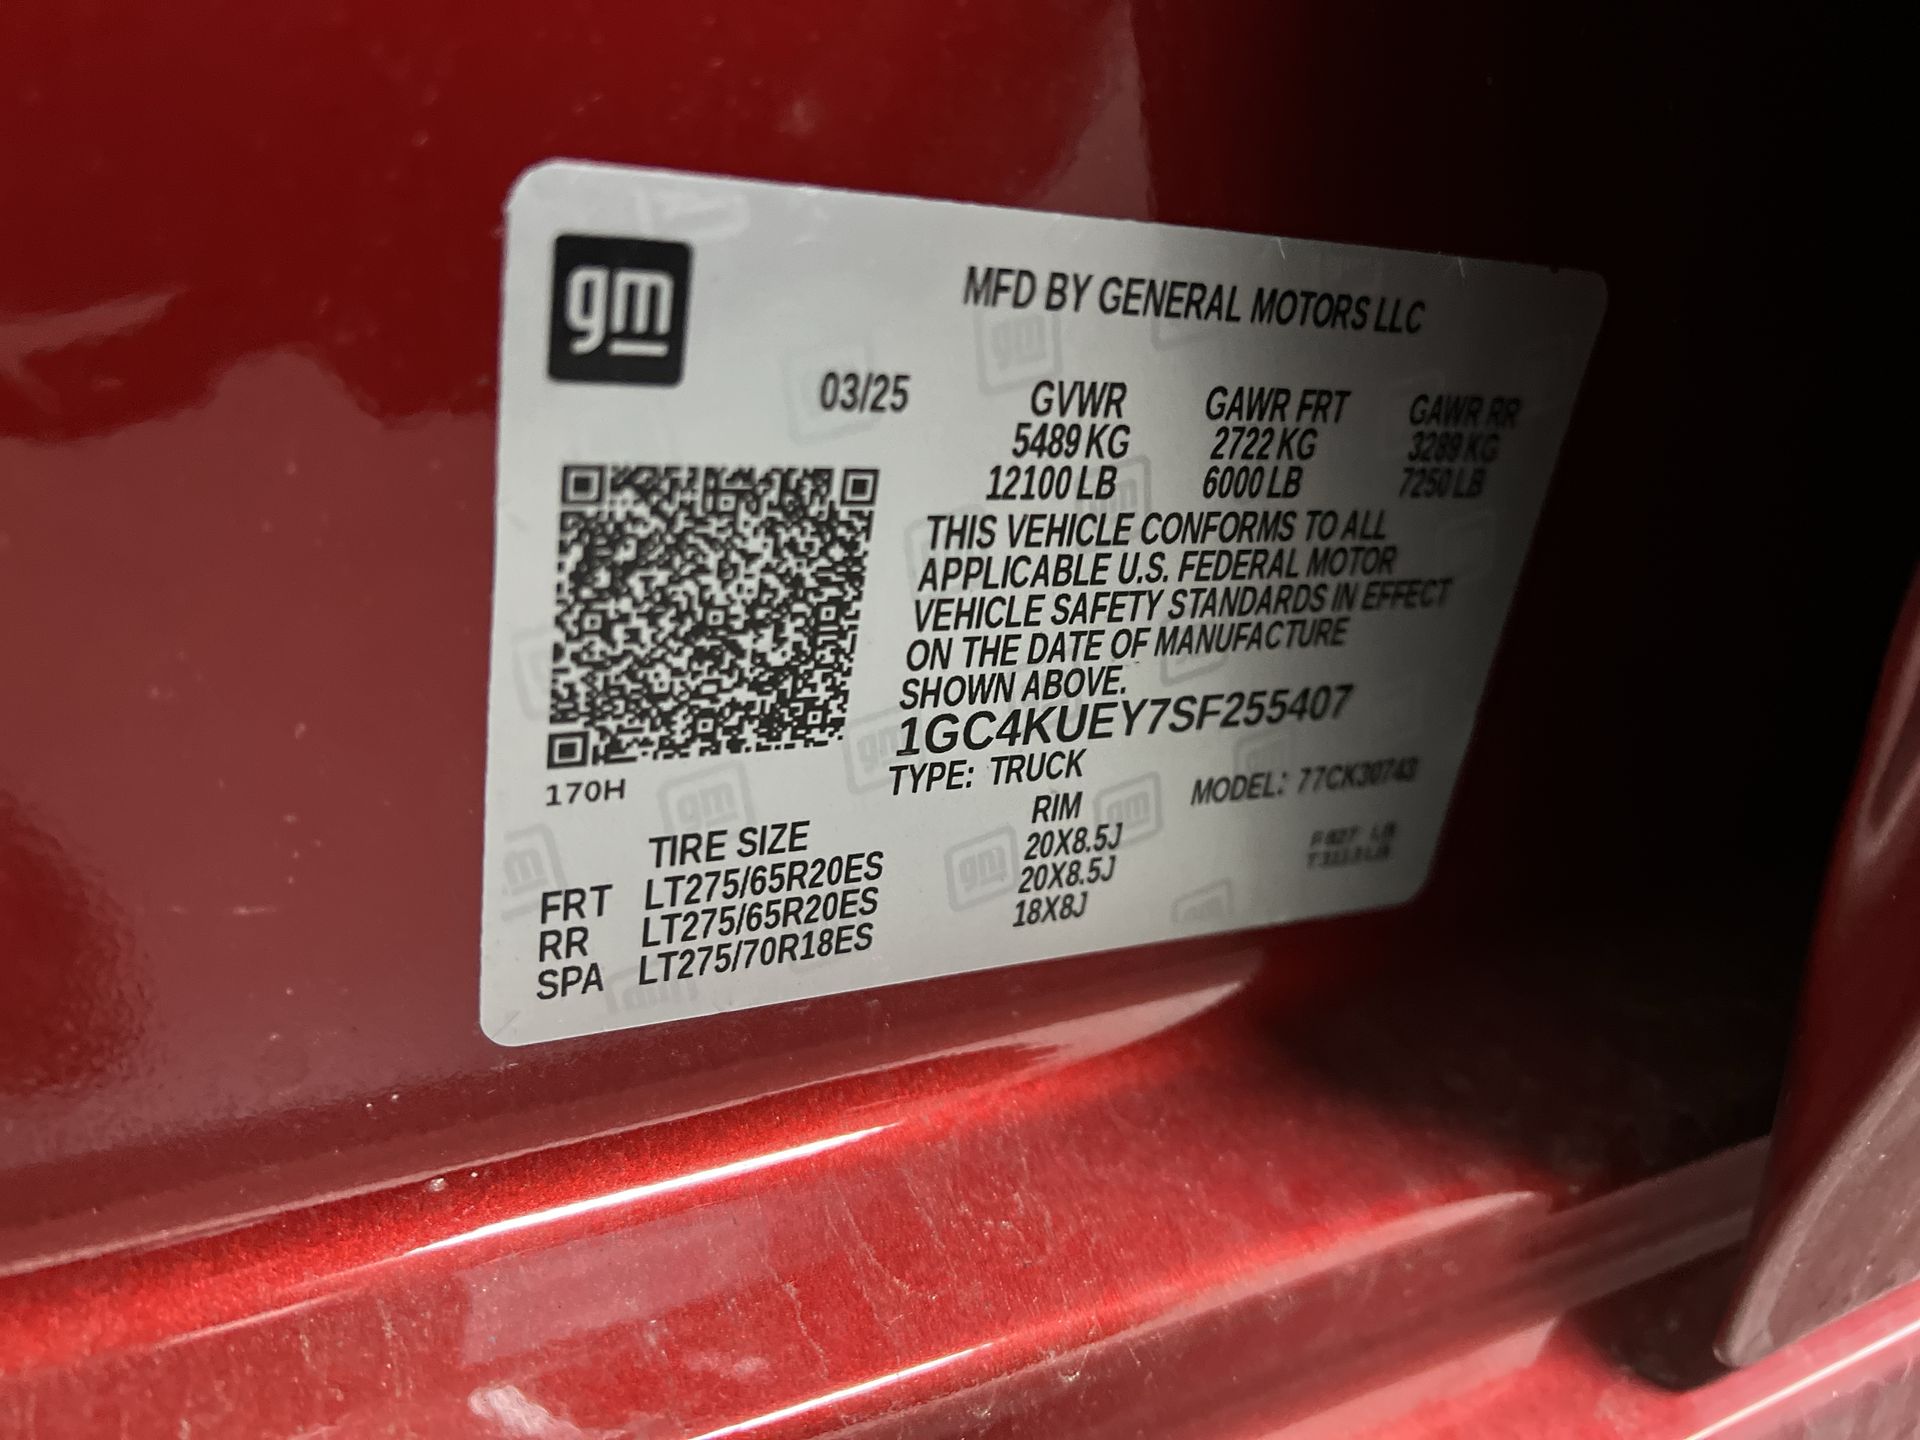 gm
MFD BY GENERAL MOTORS LLC
03/25 GVWR GAWR FRT GAWR RR
5489 KG 2722 KG 3289 KG
12100 LB 6000 LB 7250 LB
THIS VEHICLE CONFORMS TO ALL
APPLICABLE U.S. FEDERAL MOTOR
VEHICLE SAFETY STANDARDS IN EFFECT
ON THE DATE OF MANUFACTURE
SHOWN ABOVE.
1GC4KUEY7SF255407
TYPE: TRUCK MODEL: 77CK30743
170H
TIRE SIZE RIM
FRT LT275/65R20ES 20X8.5J
RR LT275/65R20ES 20X8.5J
SPA LT275/70R18ES 18X8J